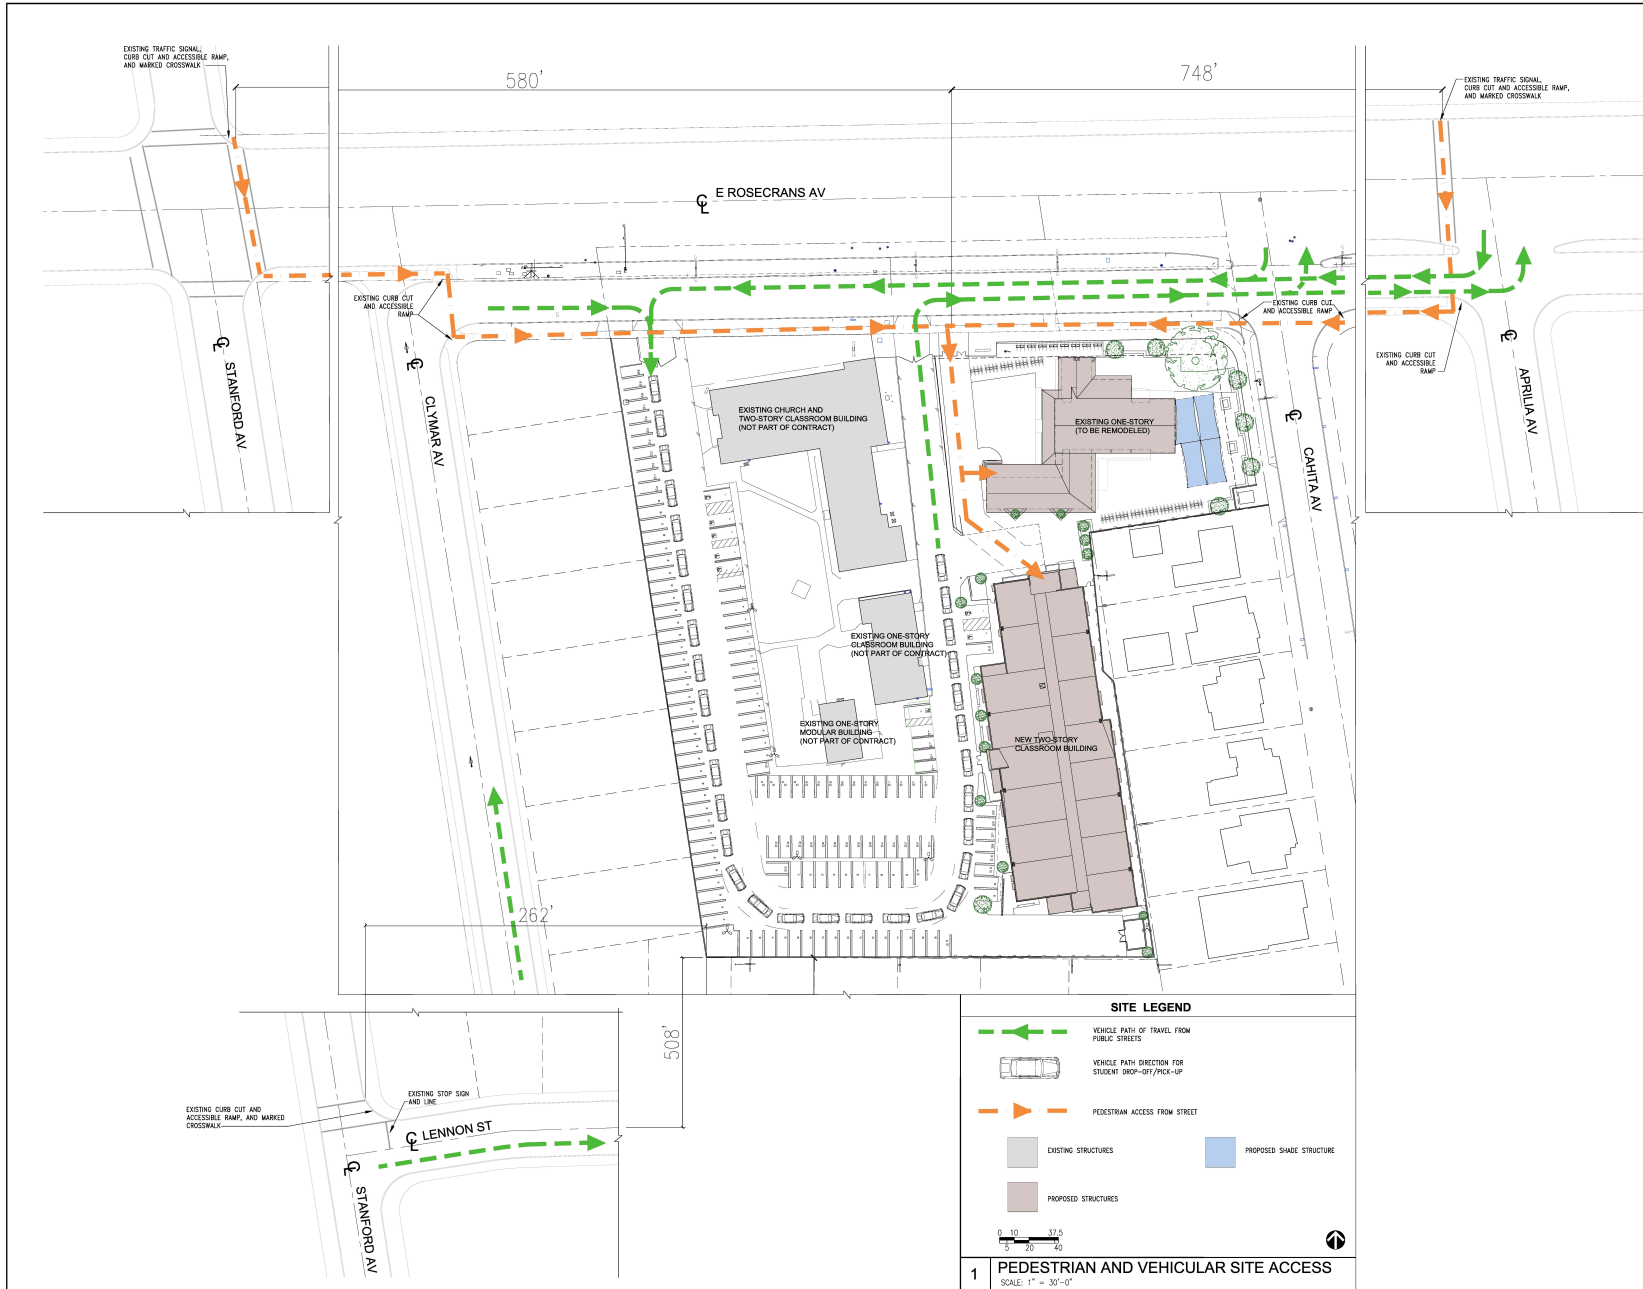 EXISTING TRAFFIC SIGNAL,
CURB CUT AND ACCESSIBLE RAMP,
AND MARKED CROSSWALK
580'
748'
EXISTING TRAFFIC SIGNAL,
CURB CUT AND ACCESSIBLE RAMP,
AND MARKED CROSSWALK
E ROSECRANS AV
EXISTING CURB CUT
AND ACCESSIBLE
RAMP
EXISTING CURB CUT
AND ACCESSIBLE RAMP
EXISTING CURB CUT
AND ACCESSIBLE
RAMP
STANFORD AV
CLYMAR AV
CAHITA AV
APRILIA AV
EXISTING CHURCH AND
TWO-STORY CLASSROOM BUILDING
(NOT PART OF CONTRACT)
EXISTING ONE-STORY
(TO BE REMODELED)
EXISTING ONE-STORY
CLASSROOM BUILDING
(NOT PART OF CONTRACT)
EXISTING ONE-STORY
MODULAR BUILDING
(NOT PART OF CONTRACT)
NEW TWO-STORY
CLASSROOM BUILDING
262'
508'
EXISTING CURB CUT AND
ACCESSIBLE RAMP, AND MARKED
CROSSWALK
EXISTING STOP SIGN
AND LINE
LENNON ST
STANFORD AV
SITE LEGEND
VEHICLE PATH OF TRAVEL FROM
PUBLIC STREETS
VEHICLE PATH DIRECTION FOR
STUDENT DROP-OFF/PICK-UP
PEDESTRIAN ACCESS FROM STREET
EXISTING STRUCTURES
PROPOSED SHADE STRUCTURE
PROPOSED STRUCTURES
0 10 37.5
5 20 40
1 PEDESTRIAN AND VEHICULAR SITE ACCESS
SCALE: 1" = 30'-0"